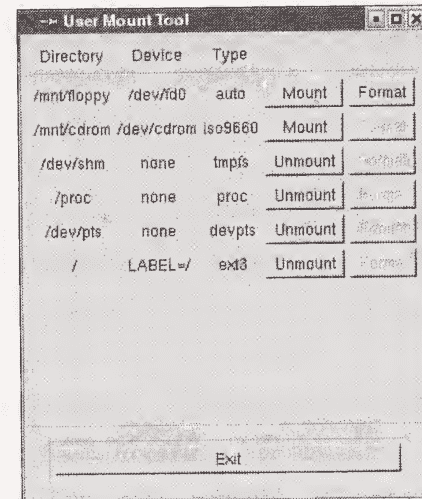 User Mount Tool
Directory Device Type
/mnt/floppy /dev/fd0 auto Mount Format
/mnt/cdrom /dev/cdrom iso9660 Mount
/dev/shm none tmpfs Unmount
/proc none proc Unmount
/dev/pts none devpts Unmount
/ LABEL=/ ext3 Unmount
Exit